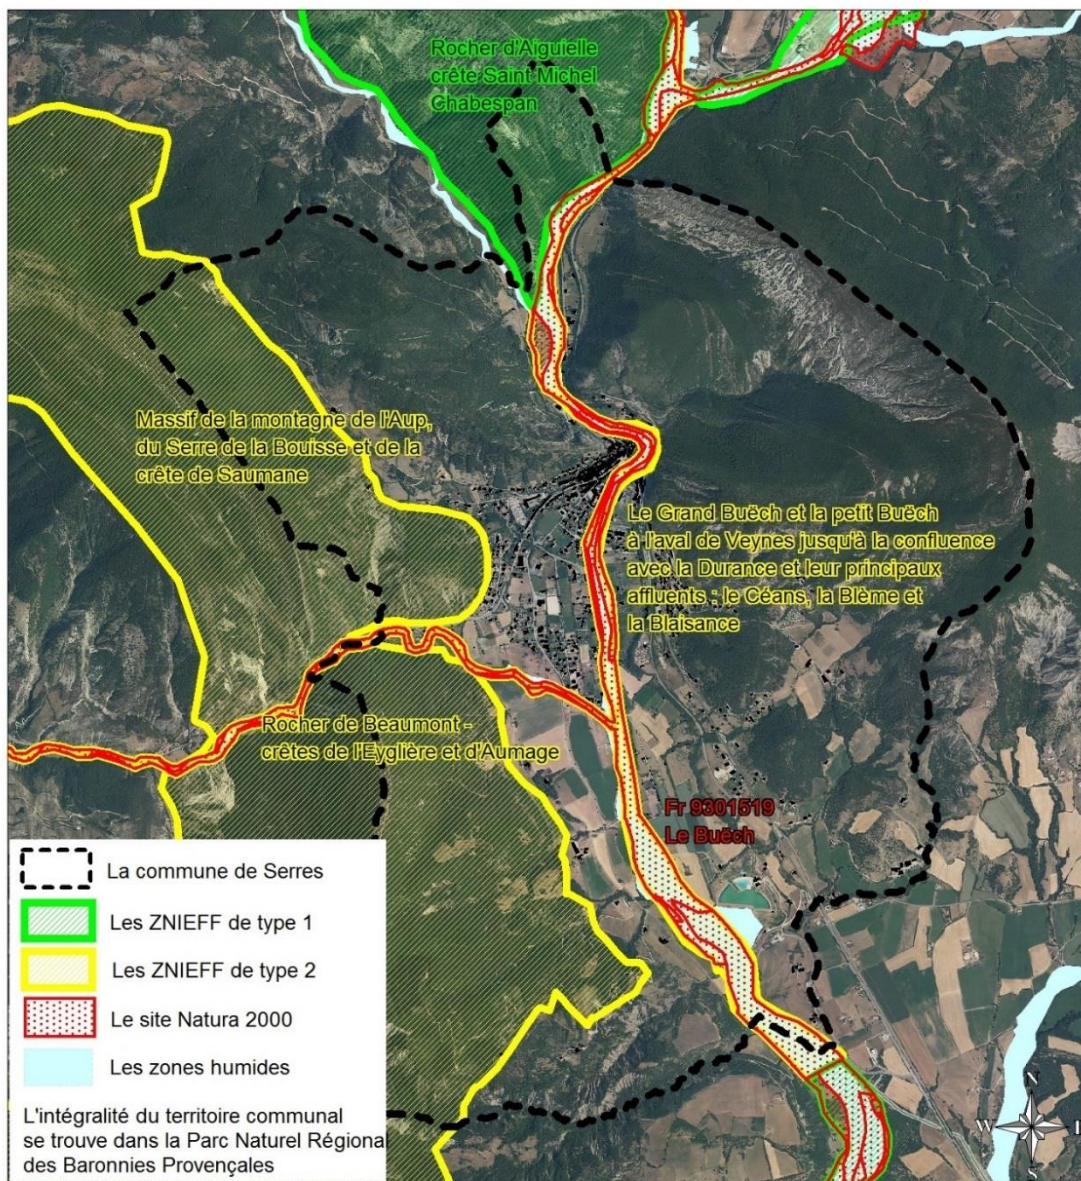 Rocher d'Aiguielle
crête Saint Michel
Chabespan
Massif de la montagne de l'Aup,
du Serre de la Bouisse et de la
crête de Saumane
Le Grand Buëch et la petit Buëch
à l'aval de Veynes jusqu'à la confluence
avec la Durance et leur principaux
affluents : le Céans, la Blème et
la Blaisance
Rocher de Beaumont -
crêtes de l'Eyglière et d'Aumage
Fr 9301519
Le Buëch
La commune de Serres
Les ZNIEFF de type 1
Les ZNIEFF de type 2
Le site Natura 2000
Les zones humides
L'intégralité du territoire communal
se trouve dans la Parc Naturel Régional
des Baronnies Provençales
N
W
E
S